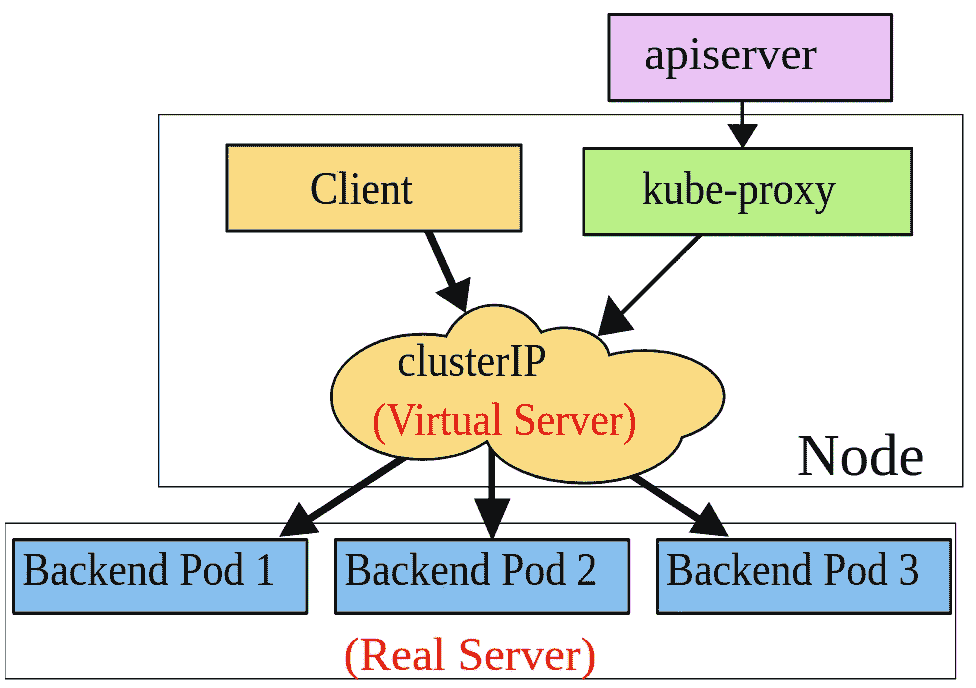 apiserver
Client
kube-proxy
clusterIP
(Virtual Server)
Node
Backend Pod 1
Backend Pod 2
Backend Pod 3
(Real Server)